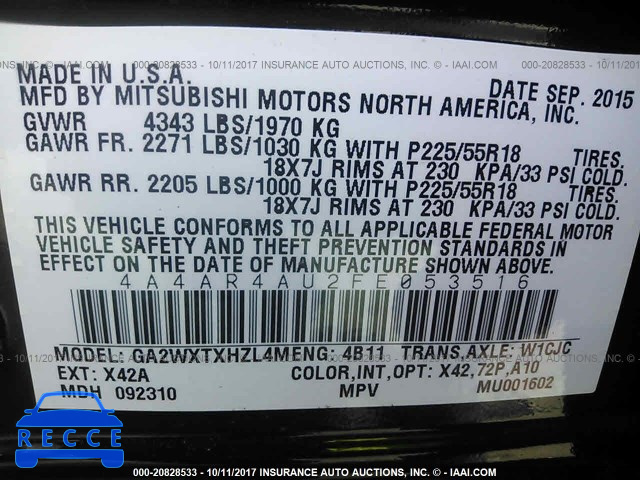 #000-20828533 - 10/11/2017 INSURANCE AUTO AUCTIONS, INC. - IAAI.COM
MADE IN U.S.A. DATE SEP. 2015
MFD BY MITSUBISHI MOTORS NORTH AMERICA, INC.
GVWR 4343 LBS/1970 KG
GAWR FR. 2271 LBS/1030 KG WITH P225/55R18 TIRES.
18X7J RIMS AT 230 KPA/33 PSI COLD.
GAWR RR. 2205 LBS/1000 KG WITH P225/55R18 TIRES.
18X7J RIMS AT 230 KPA/33 PSI COLD.
THIS VEHICLE CONFORMS TO ALL APPLICABLE FEDERAL MOTOR
VEHICLE SAFETY AND THEFT PREVENTION STANDARDS IN
EFFECT ON THE DATE OF MANUFACTURE SHOWN ABOVE.
4A4AR4AU2FE053516
MODEL: GA2WXTXHZL4M ENG: 4B11 TRANS,AXLE: W1CJC
EXT: X42A COLOR,INT,OPT: X42,72P,A10
MDH 092310 MPV MU001602
RECCE
#000-20828533 - 10/11/2017 INSURANCE AUTO AUCTIONS, INC. - IAAI.COM